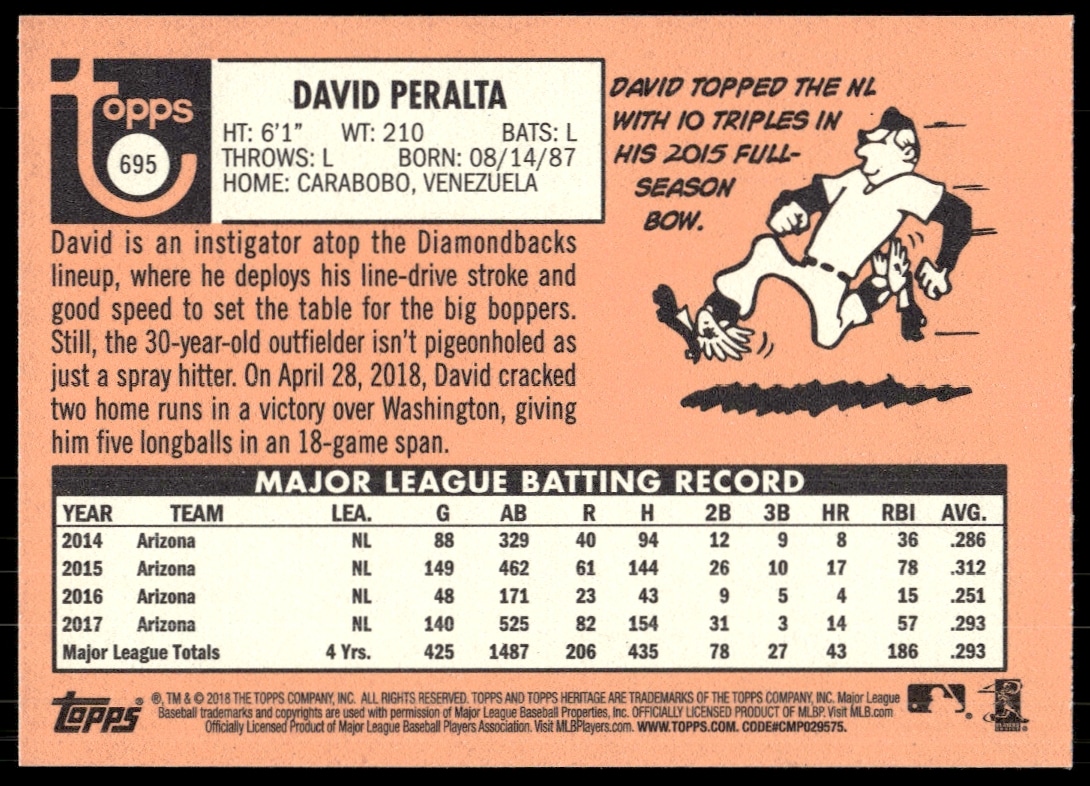 topps
695
DAVID PERALTA
HT: 6'1" WT: 210 BATS: L
THROWS: L BORN: 08/14/87
HOME: CARABOBO, VENEZUELA
DAVID TOPPED THE NL
WITH 10 TRIPLES IN
HIS 2015 FULL-
SEASON
BOW.
David is an instigator atop the Diamondbacks
lineup, where he deploys his line-drive stroke and
good speed to set the table for the big boppers.
Still, the 30-year-old outfielder isn't pigeonholed as
just a spray hitter. On April 28, 2018, David cracked
two home runs in a victory over Washington, giving
him five longballs in an 18-game span.
MAJOR LEAGUE BATTING RECORD
YEAR TEAM LEA. G AB R H 2B 3B HR RBI AVG.
2014 Arizona NL 88 329 40 94 12 9 8 36 .286
2015 Arizona NL 149 462 61 144 26 10 17 78 .312
2016 Arizona NL 48 171 23 43 9 5 4 15 .251
2017 Arizona NL 140 525 82 154 31 3 14 57 .293
Major League Totals 4 Yrs. 425 1487 206 435 78 27 43 186 .293
topps ®, TM & © 2018 THE TOPPS COMPANY, INC. ALL RIGHTS RESERVED. TOPPS AND TOPPS HERITAGE ARE TRADEMARKS OF THE TOPPS COMPANY, INC. Major League
Baseball trademarks and copyrights are used with permission of Major League Baseball Properties, Inc. OFFICIALLY LICENSED PRODUCT OF MLBP. Visit MLB.com
Officially Licensed Product of Major League Baseball Players Association. Visit MLBPlayers.com. WWW.TOPPS.COM. CODE#CMP029575.